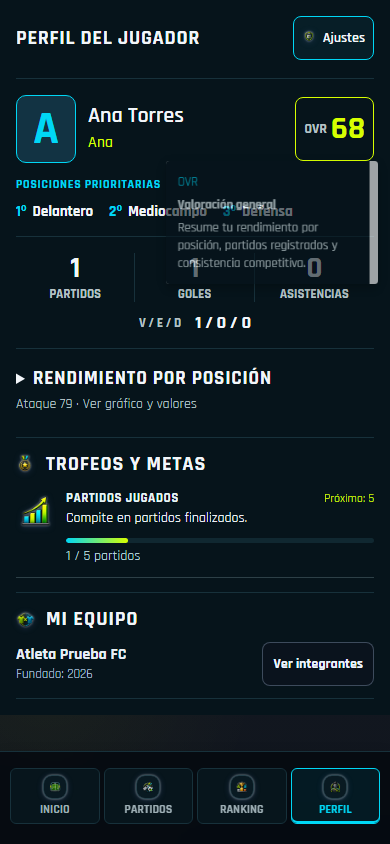 PERFIL DEL JUGADOR
Ajustes
A
Ana Torres
Ana
OVR 68
POSICIONES PRIORITARIAS
1º Delantero 2º Mediocampo 3º Defensa
OVR
Valoración general
Resume tu rendimiento por
posición, partidos registrados y
consistencia competitiva.
1
PARTIDOS
1
GOLES
0
ASISTENCIAS
V/E/D 1/0/0
RENDIMIENTO POR POSICIÓN
Ataque 79 · Ver gráfico y valores
TROFEOS Y METAS
PARTIDOS JUGADOS
Próximo: 5
Compite en partidos finalizados.
1 / 5 partidos
MI EQUIPO
Atleta Prueba FC
Fundado: 2026
Ver integrantes
INICIO
PARTIDOS
RANKING
PERFIL